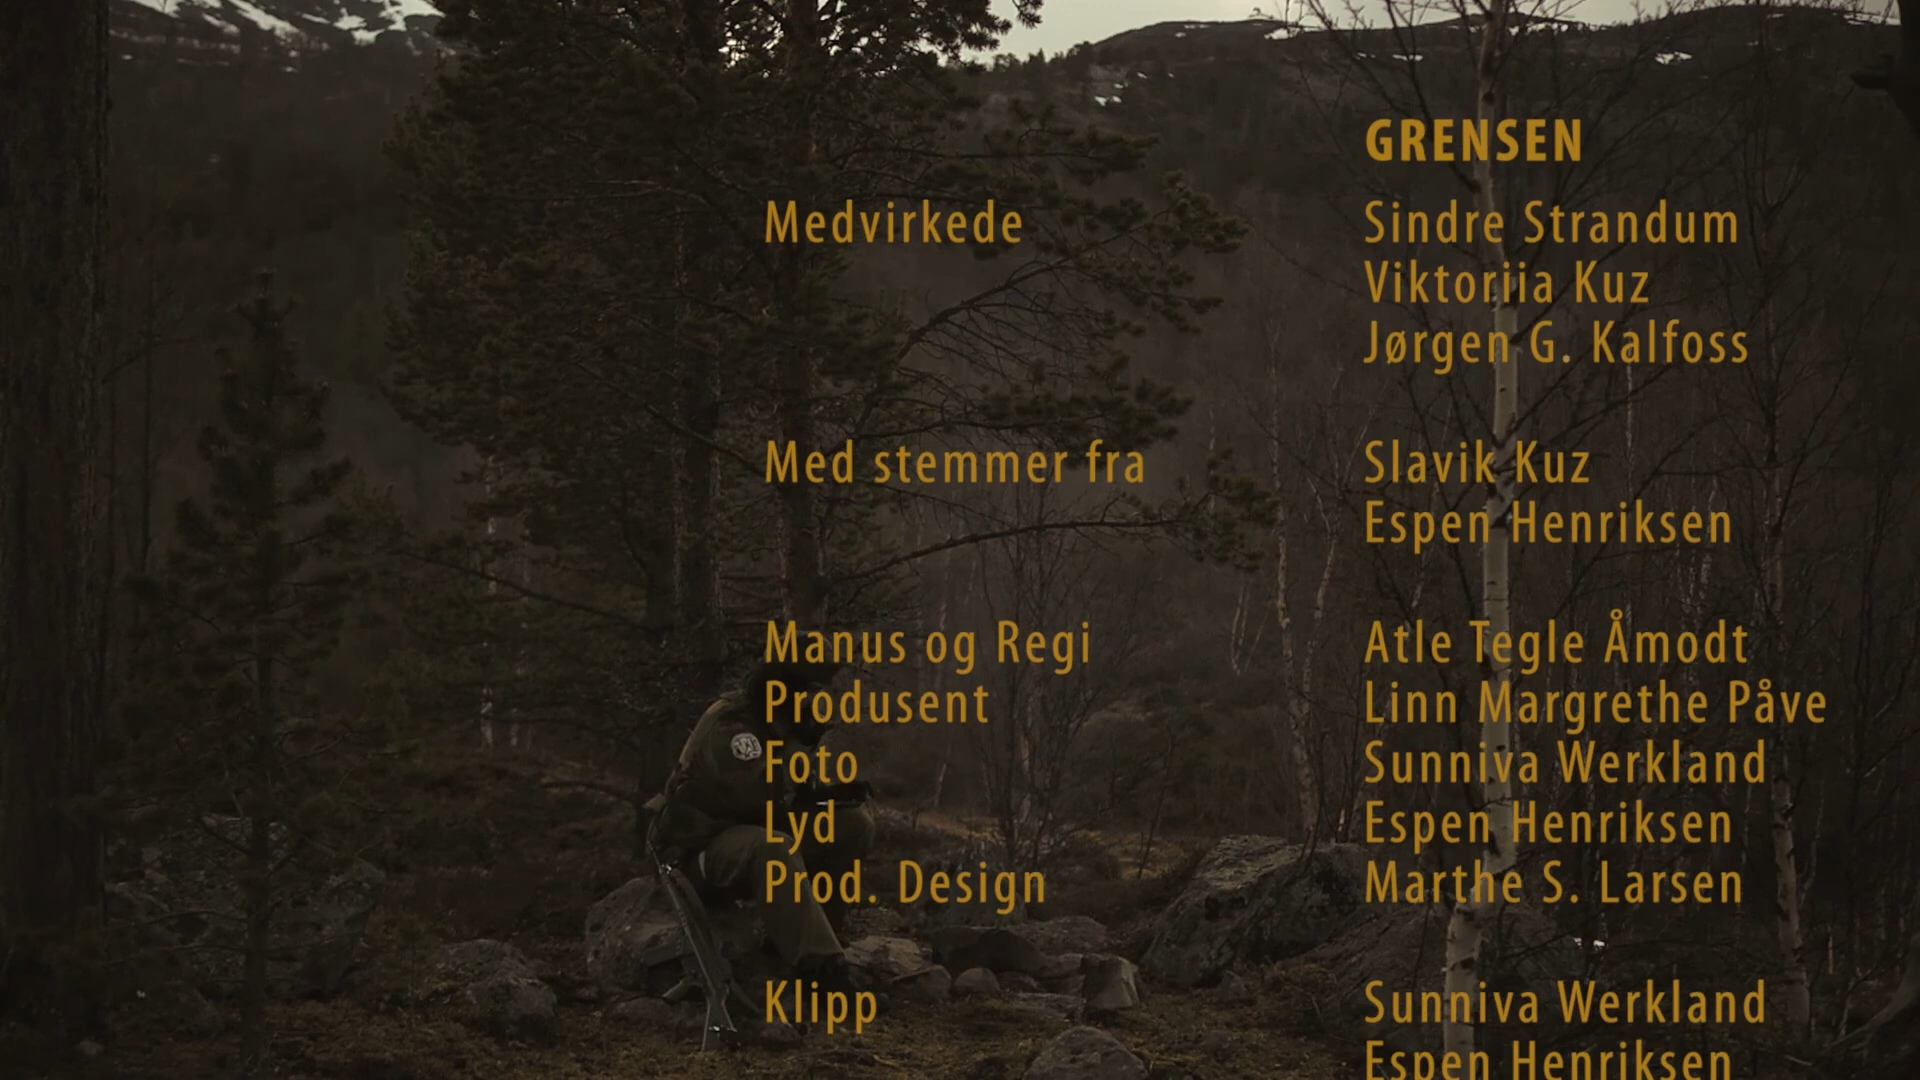 GRENSEN
Medvirkede Sindre Strandum
Viktoriia Kuz
Jørgen G. Kalfoss
Med stemmer fra Slavik Kuz
Espen Henriksen
Manus og Regi Atle Tegle Åmodt
Produsent Linn Margrethe Påve
Foto Sunniva Werkland
Lyd Espen Henriksen
Prod. Design Marthe S. Larsen
Klipp Sunniva Werkland
Espen Henriksen